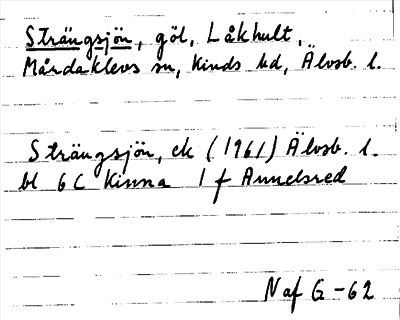 Strängsjön, göl, Låkhult,
Mårdaklevs sn, Kinds hd, Älvsb. l.
Strängsjön, ek (1961) Älvsb. l.
bl 6C Kinna 1 f Annelsred
Naf G-62